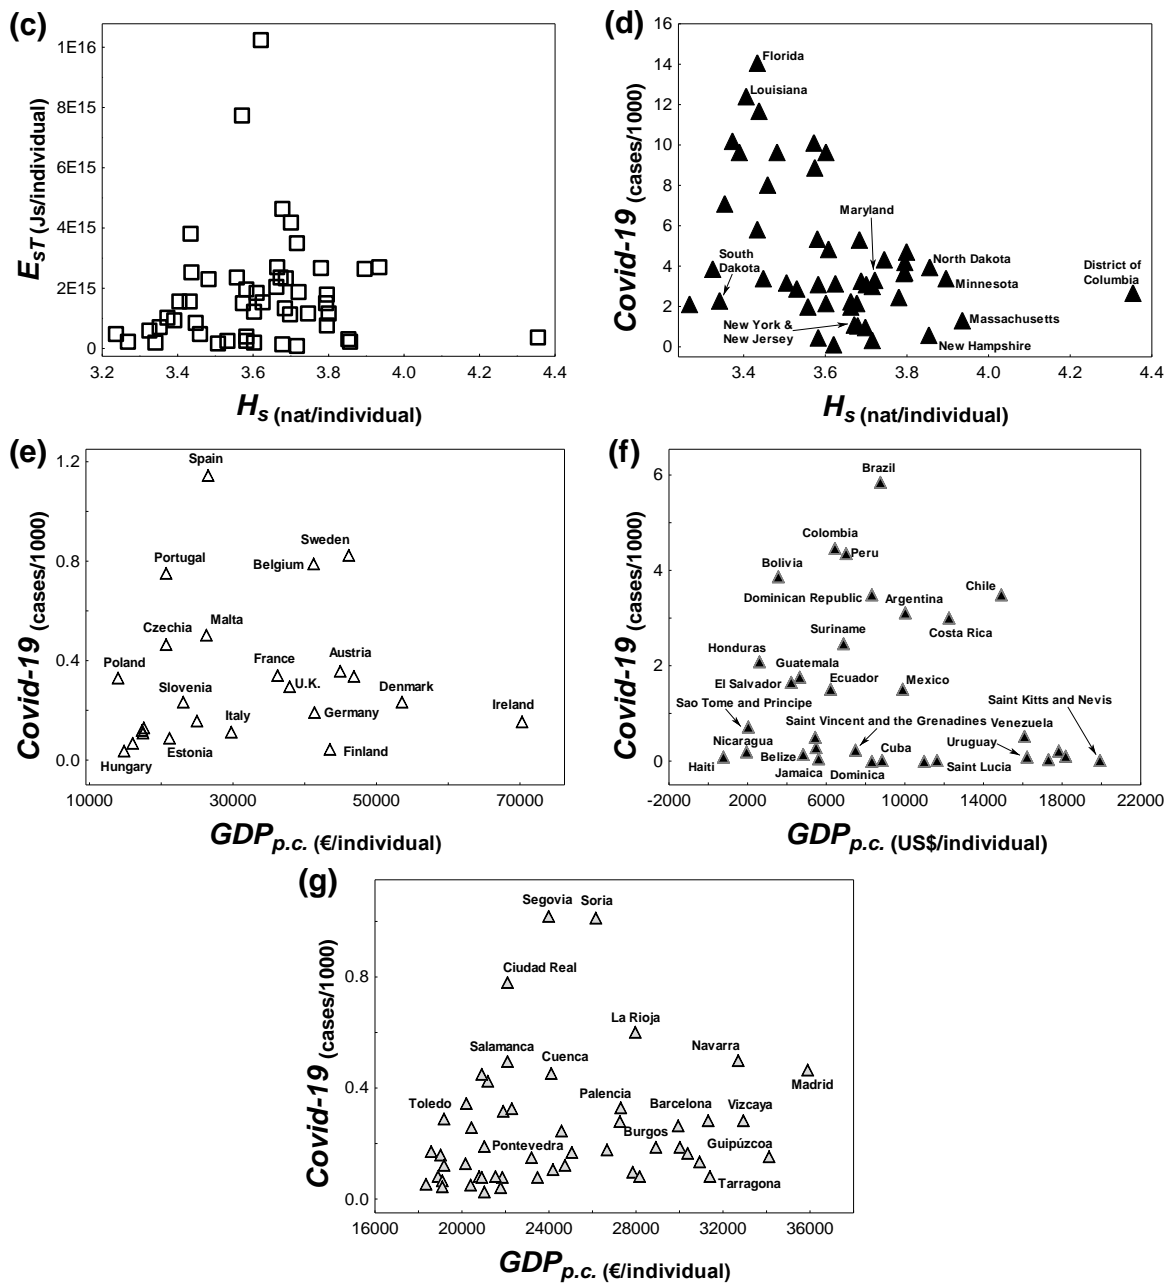 (c)
1E16
8E15
6E15
4E15
2E15
0
E_sT (Js/individual)
3.2 3.4 3.6 3.8 4.0 4.2 4.4
H_s (nat/individual)
(d)
16
14
12
10
8
6
4
2
0
Covid-19 (cases/1000)
Florida
Louisiana
Maryland
South
Dakota
North Dakota
Minnesota
District of
Columbia
New York &
New Jersey
Massachusetts
New Hampshire
3.4 3.6 3.8 4.0 4.2 4.4
H_s (nat/individual)
(e)
1.2
0.8
0.4
0.0
Covid-19 (cases/1000)
Spain
Sweden
Portugal
Belgium
Malta
Czechia
Poland
France
Austria
U.K.
Slovenia
Denmark
Ireland
Italy
Germany
Estonia
Finland
Hungary
10000 30000 50000 70000
GDP_p.c. (€/individual)
(f)
6
4
2
0
Covid-19 (cases/1000)
Brazil
Colombia
Peru
Bolivia
Chile
Dominican Republic
Argentina
Costa Rica
Suriname
Honduras
Guatemala
El Salvador
Ecuador
Mexico
Sao Tome and Principe
Saint Kitts and Nevis
Saint Vincent and the Grenadines
Venezuela
Nicaragua
Cuba
Uruguay
Belize
Haiti
Saint Lucia
Jamaica
Dominica
-2000 2000 6000 10000 14000 18000 22000
GDP_p.c. (US$/individual)
(g)
0.8
0.4
0.0
Covid-19 (cases/1000)
Segovia
Soria
Ciudad Real
La Rioja
Salamanca
Cuenca
Navarra
Madrid
Toledo
Palencia
Barcelona
Vizcaya
Burgos
Pontevedra
Guipúzcoa
Tarragona
16000 20000 24000 28000 32000 36000
GDP_p.c. (€/individual)